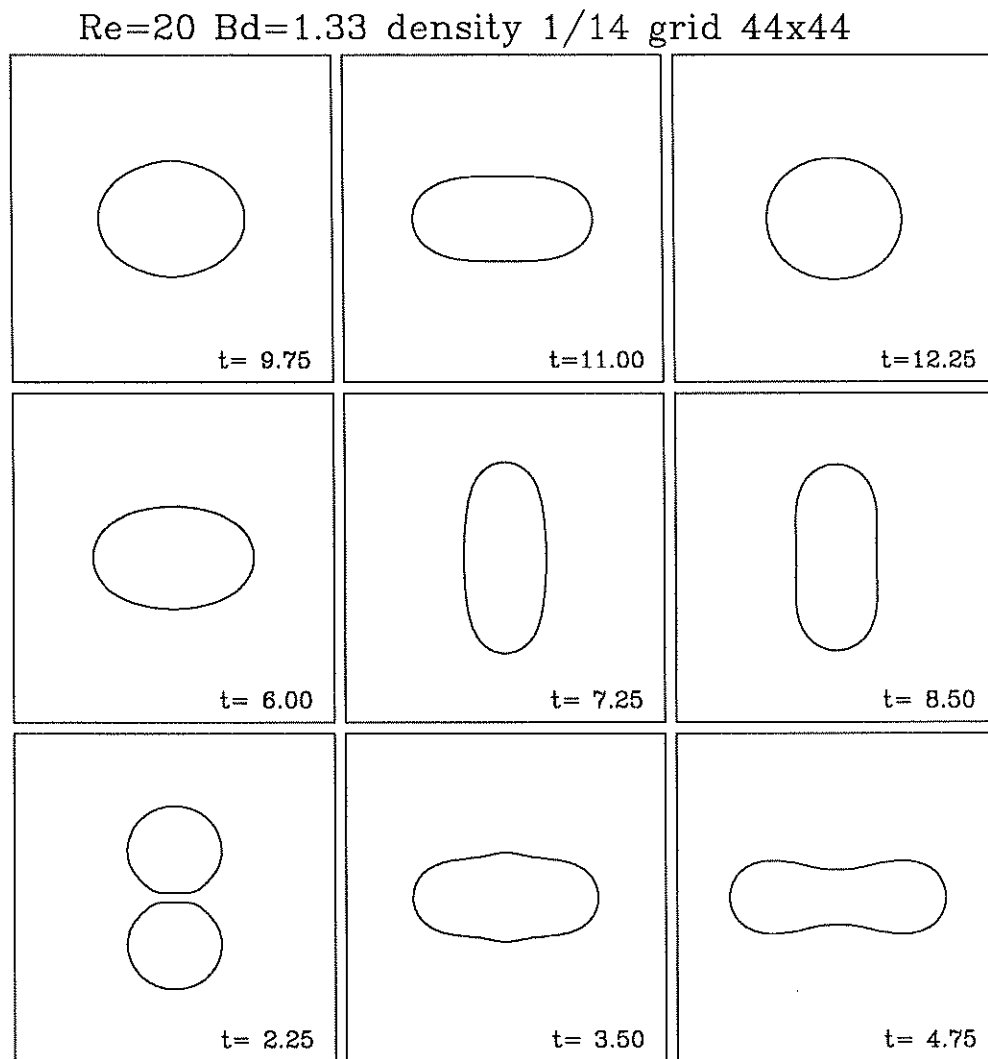 Re=20 Bd=1.33 density 1/14 grid 44x44
t= 9.75
t=11.00
t=12.25
t= 6.00
t= 7.25
t= 8.50
t= 2.25
t= 3.50
t= 4.75